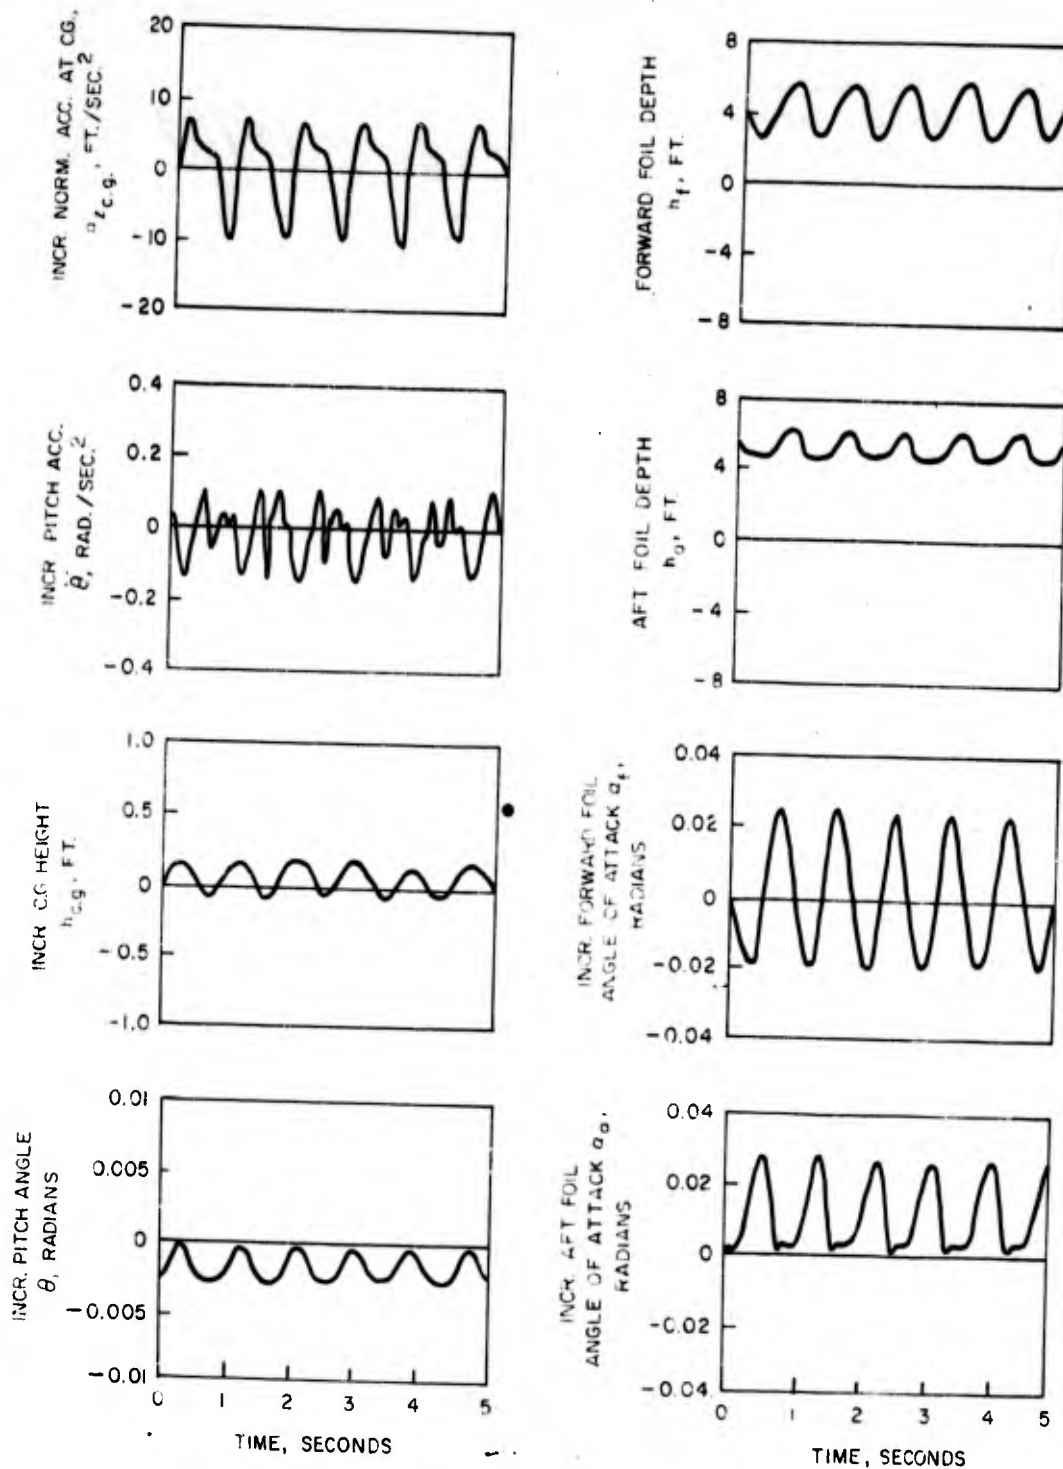 INCR. NORM. ACC. AT CG.,
a z c.g., FT./SEC.2
20
10
0
-10
-20
INCR. PITCH ACC.
θ, RAD./SEC.2
0.4
0.2
0
-0.2
-0.4
INCR C.G HEIGHT
h c.g., FT.
1.0
0.5
0
-0.5
-1.0
INCR. PITCH ANGLE
θ, RADIANS
0.01
0.005
0
-0.005
-0.01
0 1 2 3 4 5
TIME, SECONDS
FORWARD FOIL DEPTH
h f, FT.
8
4
0
-4
-8
AFT FOIL DEPTH
h a, FT.
8
4
0
-4
-8
INCR. FORWARD FOIL
ANGLE OF ATTACK α f,
RADIANS
0.04
0.02
0
-0.02
-0.04
INCR. AFT FOIL
ANGLE OF ATTACK α a,
RADIANS
0.04
0.02
0
-0.02
-0.04
0 1 2 3 4 5
TIME, SECONDS